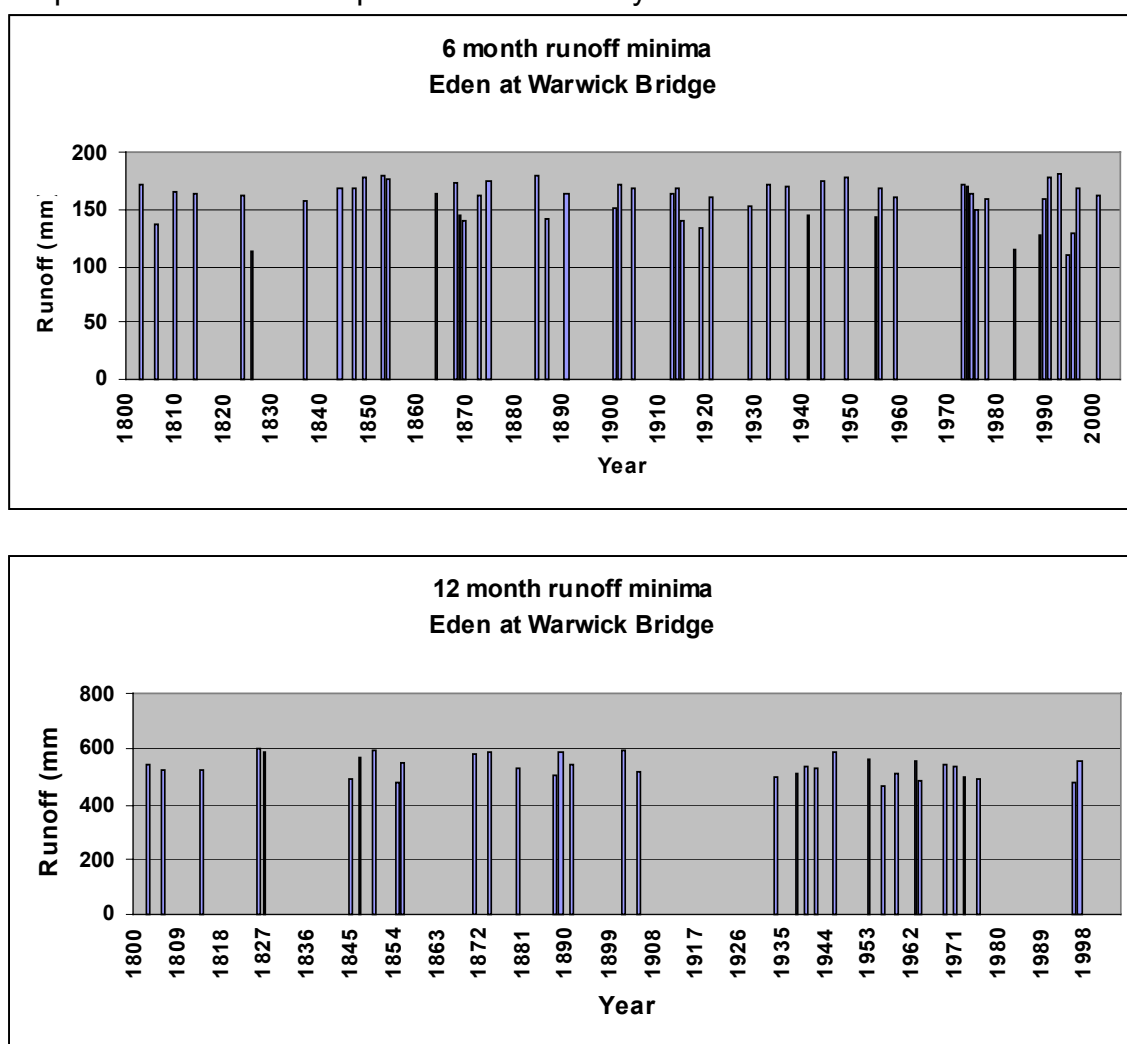 6 month runoff minima
Eden at Warwick Bridge
200
150
100
50
0
Runoff (mm)
1800 1810 1820 1830 1840 1850 1860 1870 1880 1890 1900 1910 1920 1930 1940 1950 1960 1970 1980 1990 2000
Year
12 month runoff minima
Eden at Warwick Bridge
800
600
400
200
0
Runoff (mm
1800 1809 1818 1827 1836 1845 1854 1863 1872 1881 1890 1899 1908 1917 1926 1935 1944 1953 1962 1971 1980 1989 1998
Year